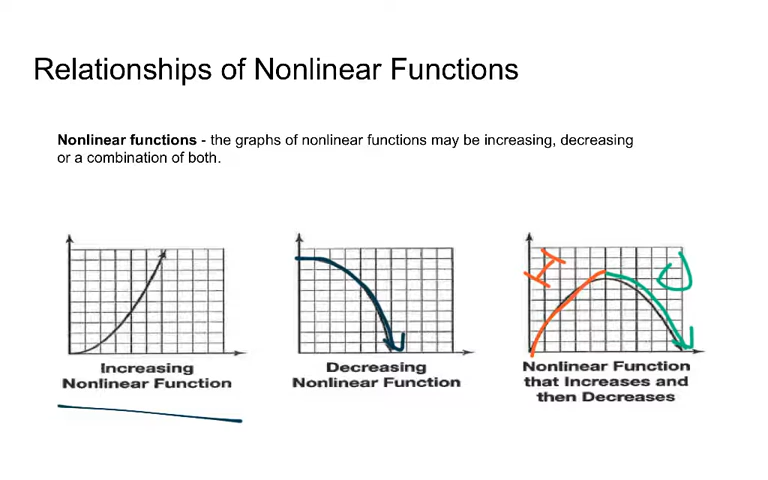 Relationships of Nonlinear Functions
Nonlinear functions - the graphs of nonlinear functions may be increasing, decreasing
or a combination of both.
Increasing
Nonlinear Function
Decreasing
Nonlinear Function
I
D
Nonlinear Function
that Increases and
then Decreases